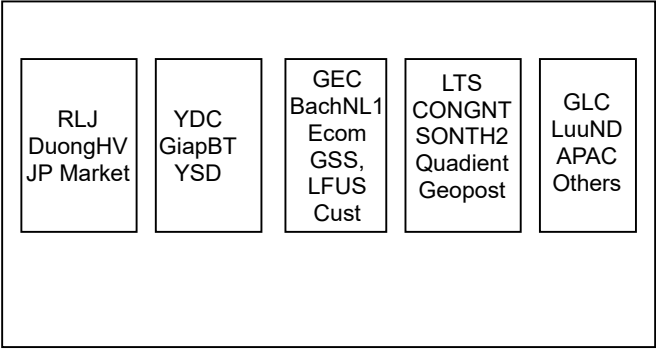 RLJ
DuongHV
JP Market
YDC
GiapBT
YSD
GEC
BachNL1
Ecom
GSS,
LFUS
Cust
LTS
CONGNT
SONTH2
Quadient
Geopost
GLC
LuuND
APAC
Others